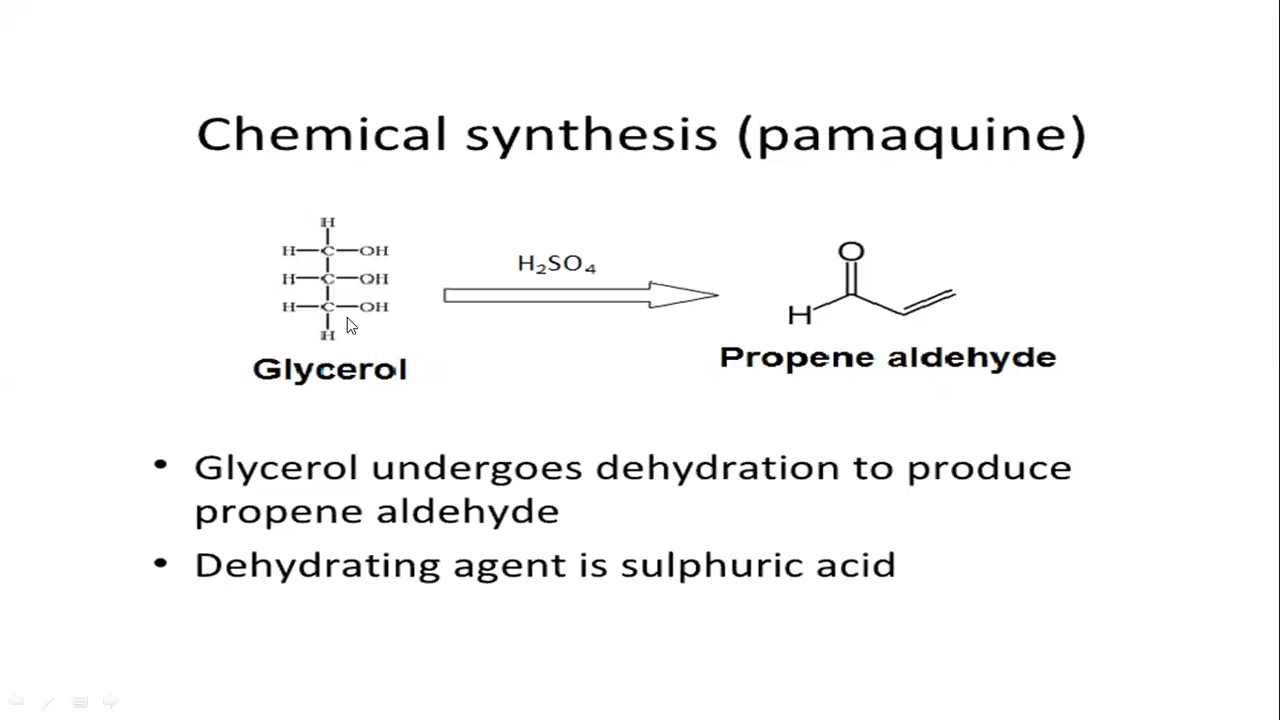 Chemical synthesis (pamaquine)
H
H—C—OH
H—C—OH
H—C—OH
H
Glycerol
H₂SO₄
O
H
Propene aldehyde
• Glycerol undergoes dehydration to produce
propene aldehyde
• Dehydrating agent is sulphuric acid